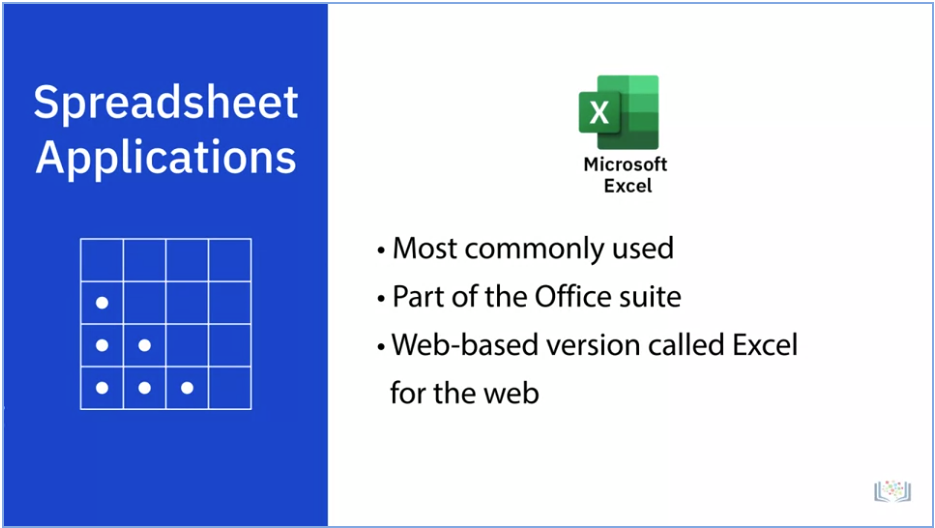 Spreadsheet
Applications
X
Microsoft
Excel
• Most commonly used
• Part of the Office suite
• Web-based version called Excel
for the web